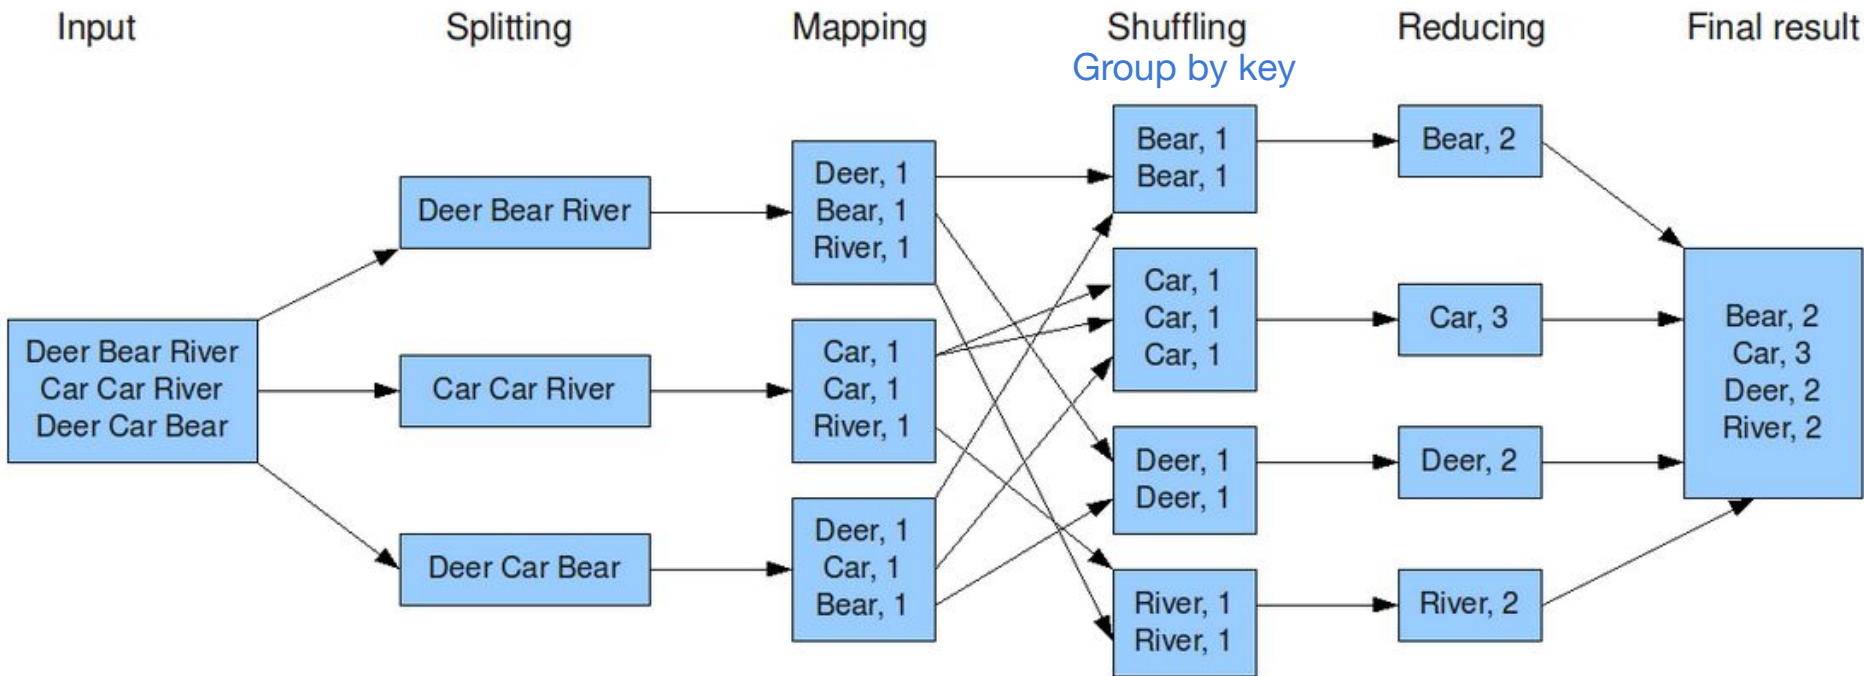 Input
Splitting
Mapping
Shuffling
Reducing
Final result
Group by key
Deer Bear River
Car Car River
Deer Car Bear
Deer Bear River
Car Car River
Deer Car Bear
Deer, 1
Bear, 1
River, 1
Car, 1
Car, 1
River, 1
Deer, 1
Car, 1
Bear, 1
Bear, 1
Bear, 1
Car, 1
Car, 1
Car, 1
Deer, 1
Deer, 1
River, 1
River, 1
Bear, 2
Car, 3
Deer, 2
River, 2
Bear, 2
Car, 3
Deer, 2
River, 2